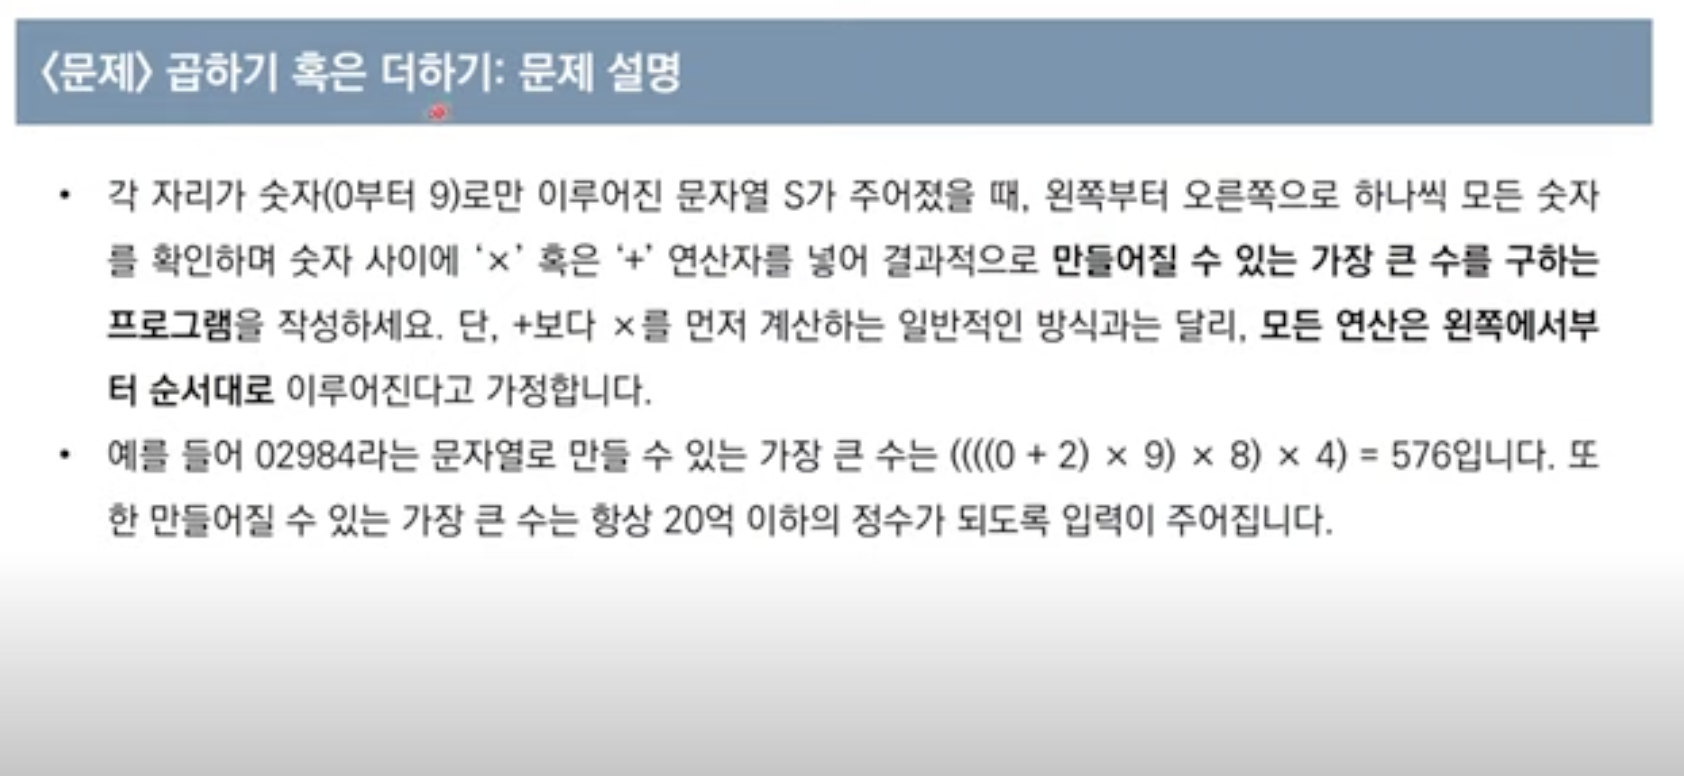 <문제> 곱하기 혹은 더하기: 문제 설명
• 각 자리가 숫자(0부터 9)로만 이루어진 문자열 S가 주어졌을 때, 왼쪽부터 오른쪽으로 하나씩 모든 숫자
를 확인하며 숫자 사이에 ‘×’ 혹은 ‘+’ 연산자를 넣어 결과적으로 만들어질 수 있는 가장 큰 수를 구하는
프로그램을 작성하세요. 단, +보다 ×를 먼저 계산하는 일반적인 방식과는 달리, 모든 연산은 왼쪽에서부
터 순서대로 이루어진다고 가정합니다.
• 예를 들어 02984라는 문자열로 만들 수 있는 가장 큰 수는 ((((0 + 2) × 9) × 8) × 4) = 576입니다. 또
한 만들어질 수 있는 가장 큰 수는 항상 20억 이하의 정수가 되도록 입력이 주어집니다.